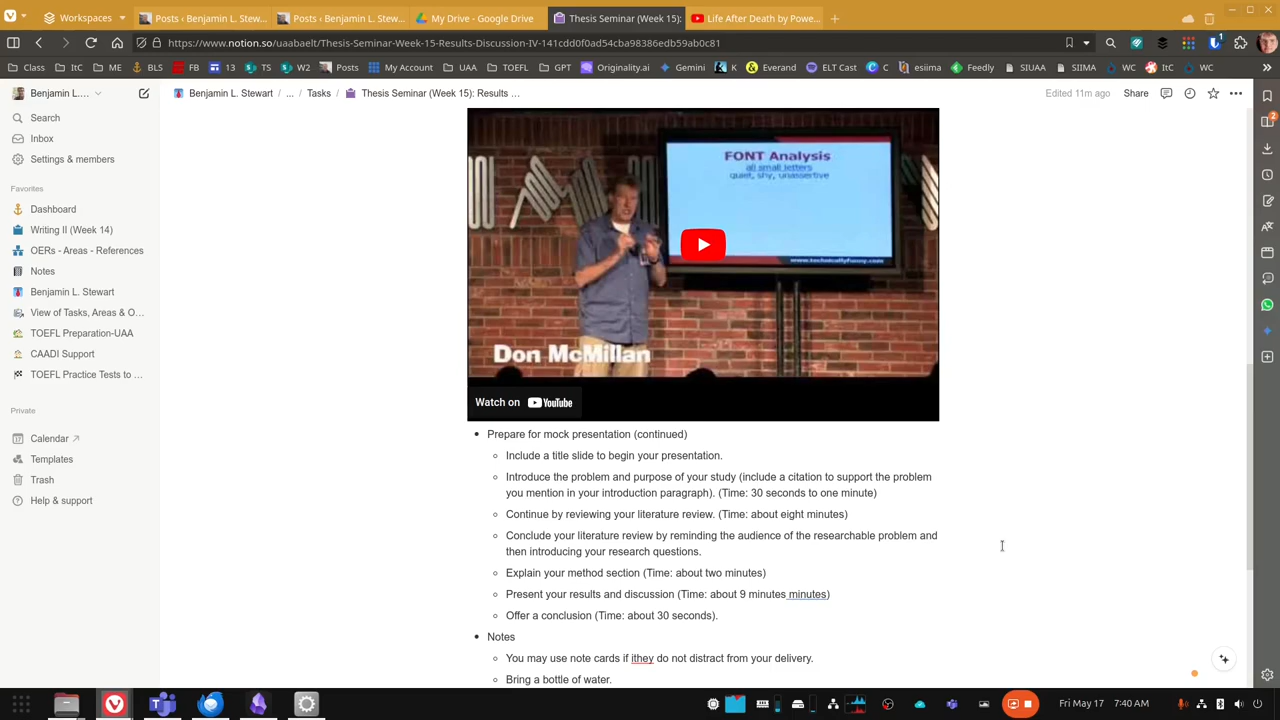 Workspaces
Posts ‹ Benjamin L. Stew...
Posts ‹ Benjamin L. Stew...
My Drive - Google Drive
Thesis Seminar (Week 15):
Life After Death by Powe...
https://www.notion.so/uaabaelt/Thesis-Seminar-Week-15-Results-Discussion-IV-141cdd0f0ad54cba98386edb59ab0c81
Class
ItC
ME
BLS
FB
13
TS
W2
Posts
My Account
UAA
TOEFL
GPT
Originality.ai
Gemini
K
Everand
ELT Cast
C
esiima
Feedly
SIUAA
SIIMA
WC
ItC
WC
Benjamin L....
Benjamin L. Stewart / ... / Tasks / Thesis Seminar (Week 15): Results ...
Edited 11m ago
Share
Search
Inbox
Settings & members
Favorites
Dashboard
Writing II (Week 14)
OERs - Areas - References
Notes
Benjamin L. Stewart
View of Tasks, Areas & O...
TOEFL Preparation-UAA
CAADI Support
TOEFL Practice Tests to ...
Private
Calendar
Templates
Trash
Help & support
FONT Analysis
all small letters
quiet, shy, unassertive
www.technicallyfunny.com
Don McMillan
Watch on YouTube
• Prepare for mock presentation (continued)
Include a title slide to begin your presentation.
Introduce the problem and purpose of your study (include a citation to support the problem
you mention in your introduction paragraph). (Time: 30 seconds to one minute)
Continue by reviewing your literature review. (Time: about eight minutes)
Conclude your literature review by reminding the audience of the researchable problem and
then introducing your research questions.
Explain your method section (Time: about two minutes)
Present your results and discussion (Time: about 9 minutes minutes)
Offer a conclusion (Time: about 30 seconds).
• Notes
You may use note cards if ithey do not distract from your delivery.
Bring a bottle of water.
Fri May 17 7:40 AM